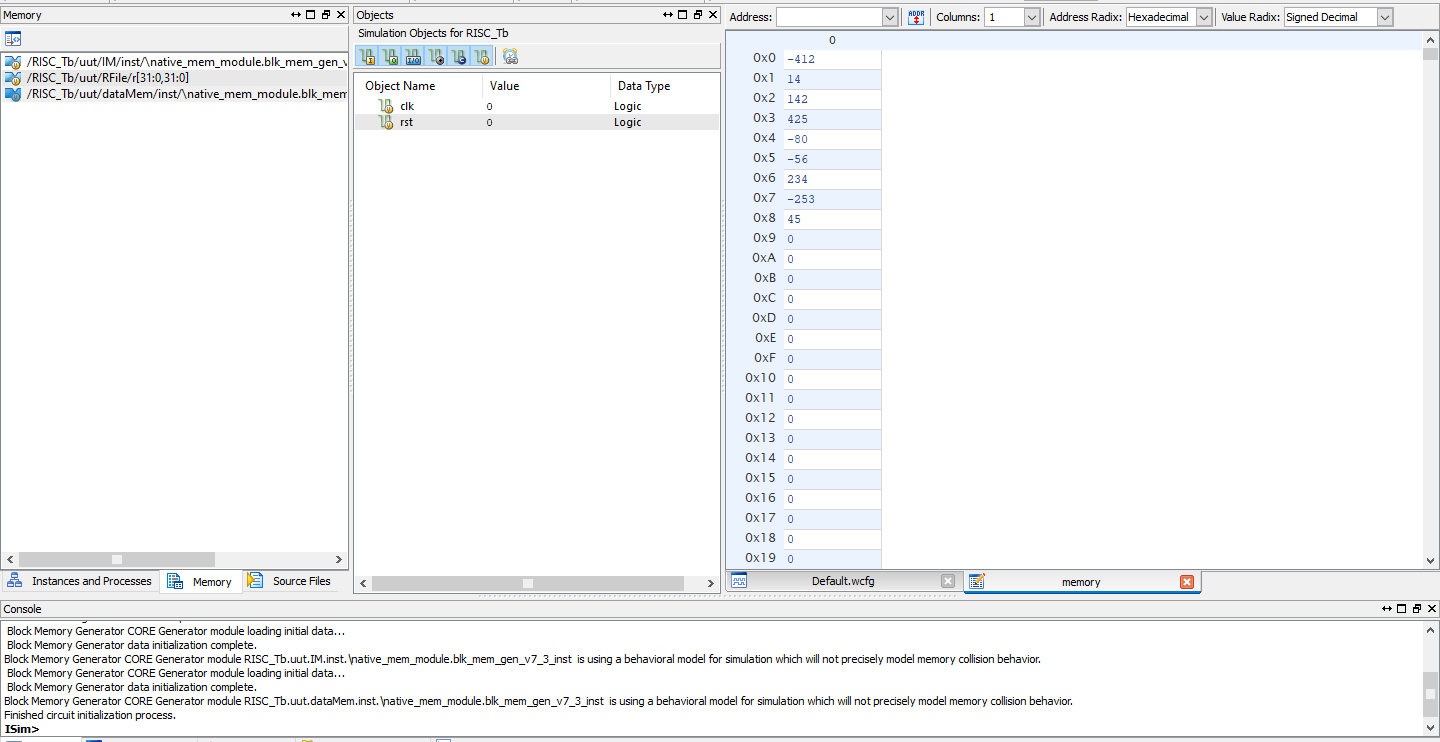 Memory
/RISC_Tb/uut/IM/inst/\native_mem_module.blk_mem_gen_v
/RISC_Tb/uut/RFile/r[31:0,31:0]
/RISC_Tb/uut/dataMem/inst/\native_mem_module.blk_mem
Instances and Processes Memory Source Files
Objects
Simulation Objects for RISC_Tb
Object Name Value Data Type
clk 0 Logic
rst 0 Logic
Address: ADDR Columns: 1 Address Radix: Hexadecimal Value Radix: Signed Decimal
0
0x0 -412
0x1 14
0x2 142
0x3 425
0x4 -80
0x5 -56
0x6 234
0x7 -253
0x8 45
0x9 0
0xA 0
0xB 0
0xC 0
0xD 0
0xE 0
0xF 0
0x10 0
0x11 0
0x12 0
0x13 0
0x14 0
0x15 0
0x16 0
0x17 0
0x18 0
0x19 0
Default.wcfg memory
Console
Block Memory Generator CORE Generator module loading initial data...
Block Memory Generator data initialization complete.
Block Memory Generator CORE Generator module RISC_Tb.uut.IM.inst.\native_mem_module.blk_mem_gen_v7_3_inst is using a behavioral model for simulation which will not precisely model memory collision behavior.
Block Memory Generator CORE Generator module loading initial data...
Block Memory Generator data initialization complete.
Block Memory Generator CORE Generator module RISC_Tb.uut.dataMem.inst.\native_mem_module.blk_mem_gen_v7_3_inst is using a behavioral model for simulation which will not precisely model memory collision behavior.
Finished circuit initialization process.
ISim>